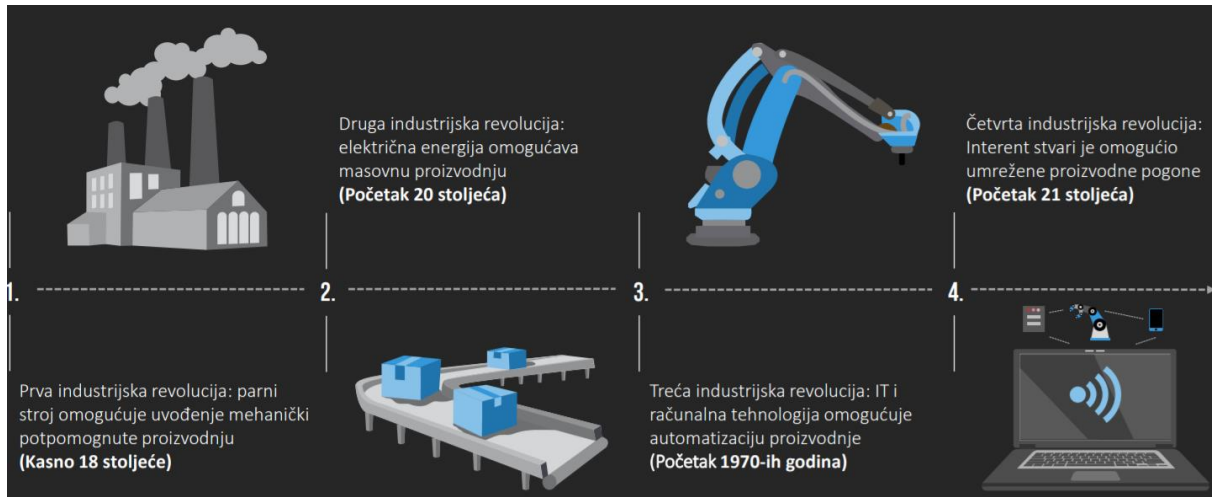 1.
Prva industrijska revolucija: parni
stroj omogućuje uvođenje mehanički
potpomognute proizvodnju
(Kasno 18 stoljeće)
2.
Druga industrijska revolucija:
električna energija omogućava
masovnu proizvodnju
(Početak 20 stoljeća)
3.
Treća industrijska revolucija: IT i
računalna tehnologija omogućuje
automatizaciju proizvodnje
(Početak 1970-ih godina)
4.
Četvrta industrijska revolucija:
Interent stvari je omogućio
umrežene proizvodne pogone
(Početak 21 stoljeća)